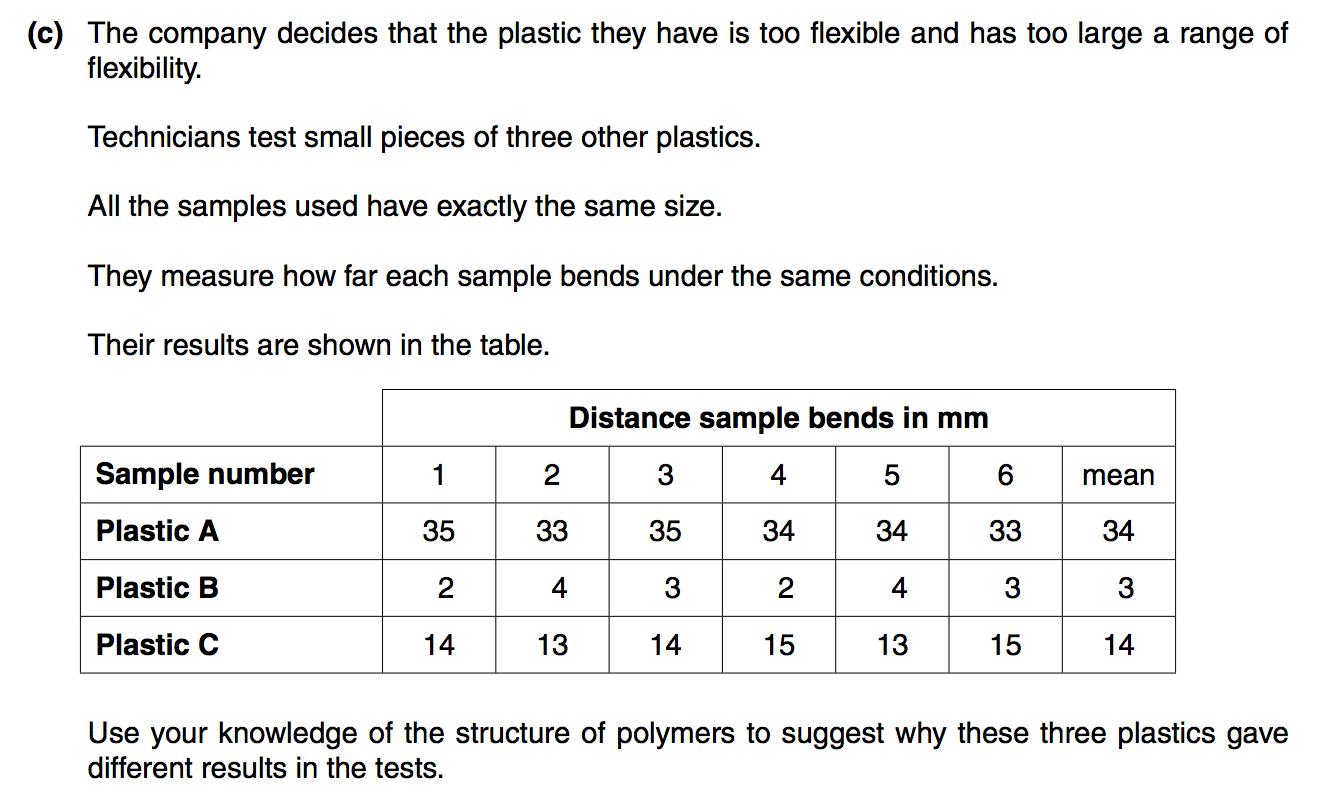 (c) The company decides that the plastic they have is too flexible and has too large a range of
flexibility.
Technicians test small pieces of three other plastics.
All the samples used have exactly the same size.
They measure how far each sample bends under the same conditions.
Their results are shown in the table.
Distance sample bends in mm
Sample number 1 2 3 4 5 6 mean
Plastic A 35 33 35 34 34 33 34
Plastic B 2 4 3 2 4 3 3
Plastic C 14 13 14 15 13 15 14
Use your knowledge of the structure of polymers to suggest why these three plastics gave
different results in the tests.